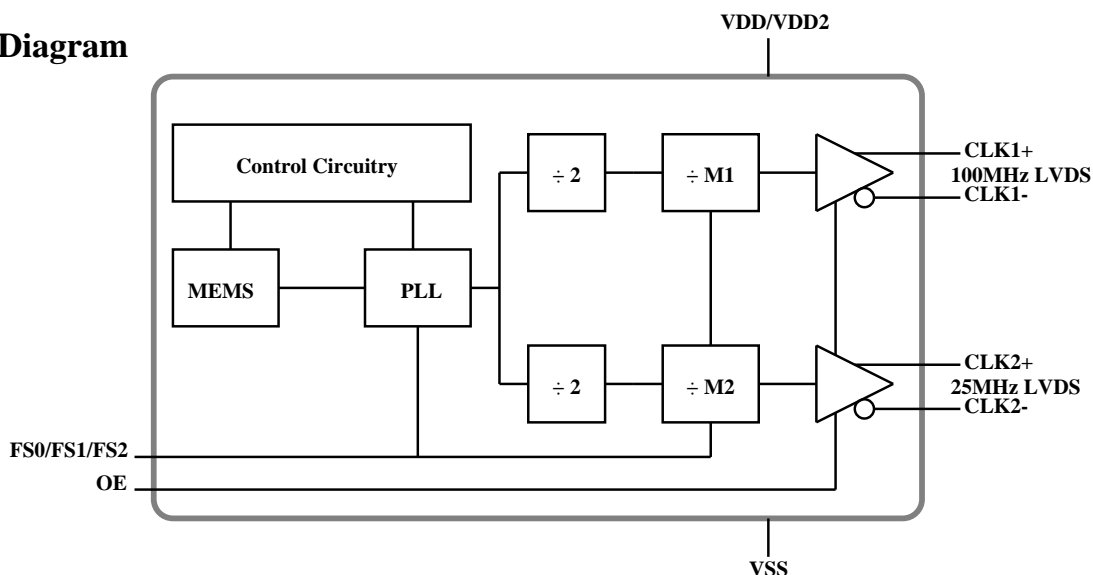 Diagram
VDD/VDD2
Control Circuitry
÷ 2
÷ M1
CLK1+
100MHz LVDS
CLK1-
MEMS
PLL
÷ 2
÷ M2
CLK2+
25MHz LVDS
CLK2-
FS0/FS1/FS2
OE
VSS